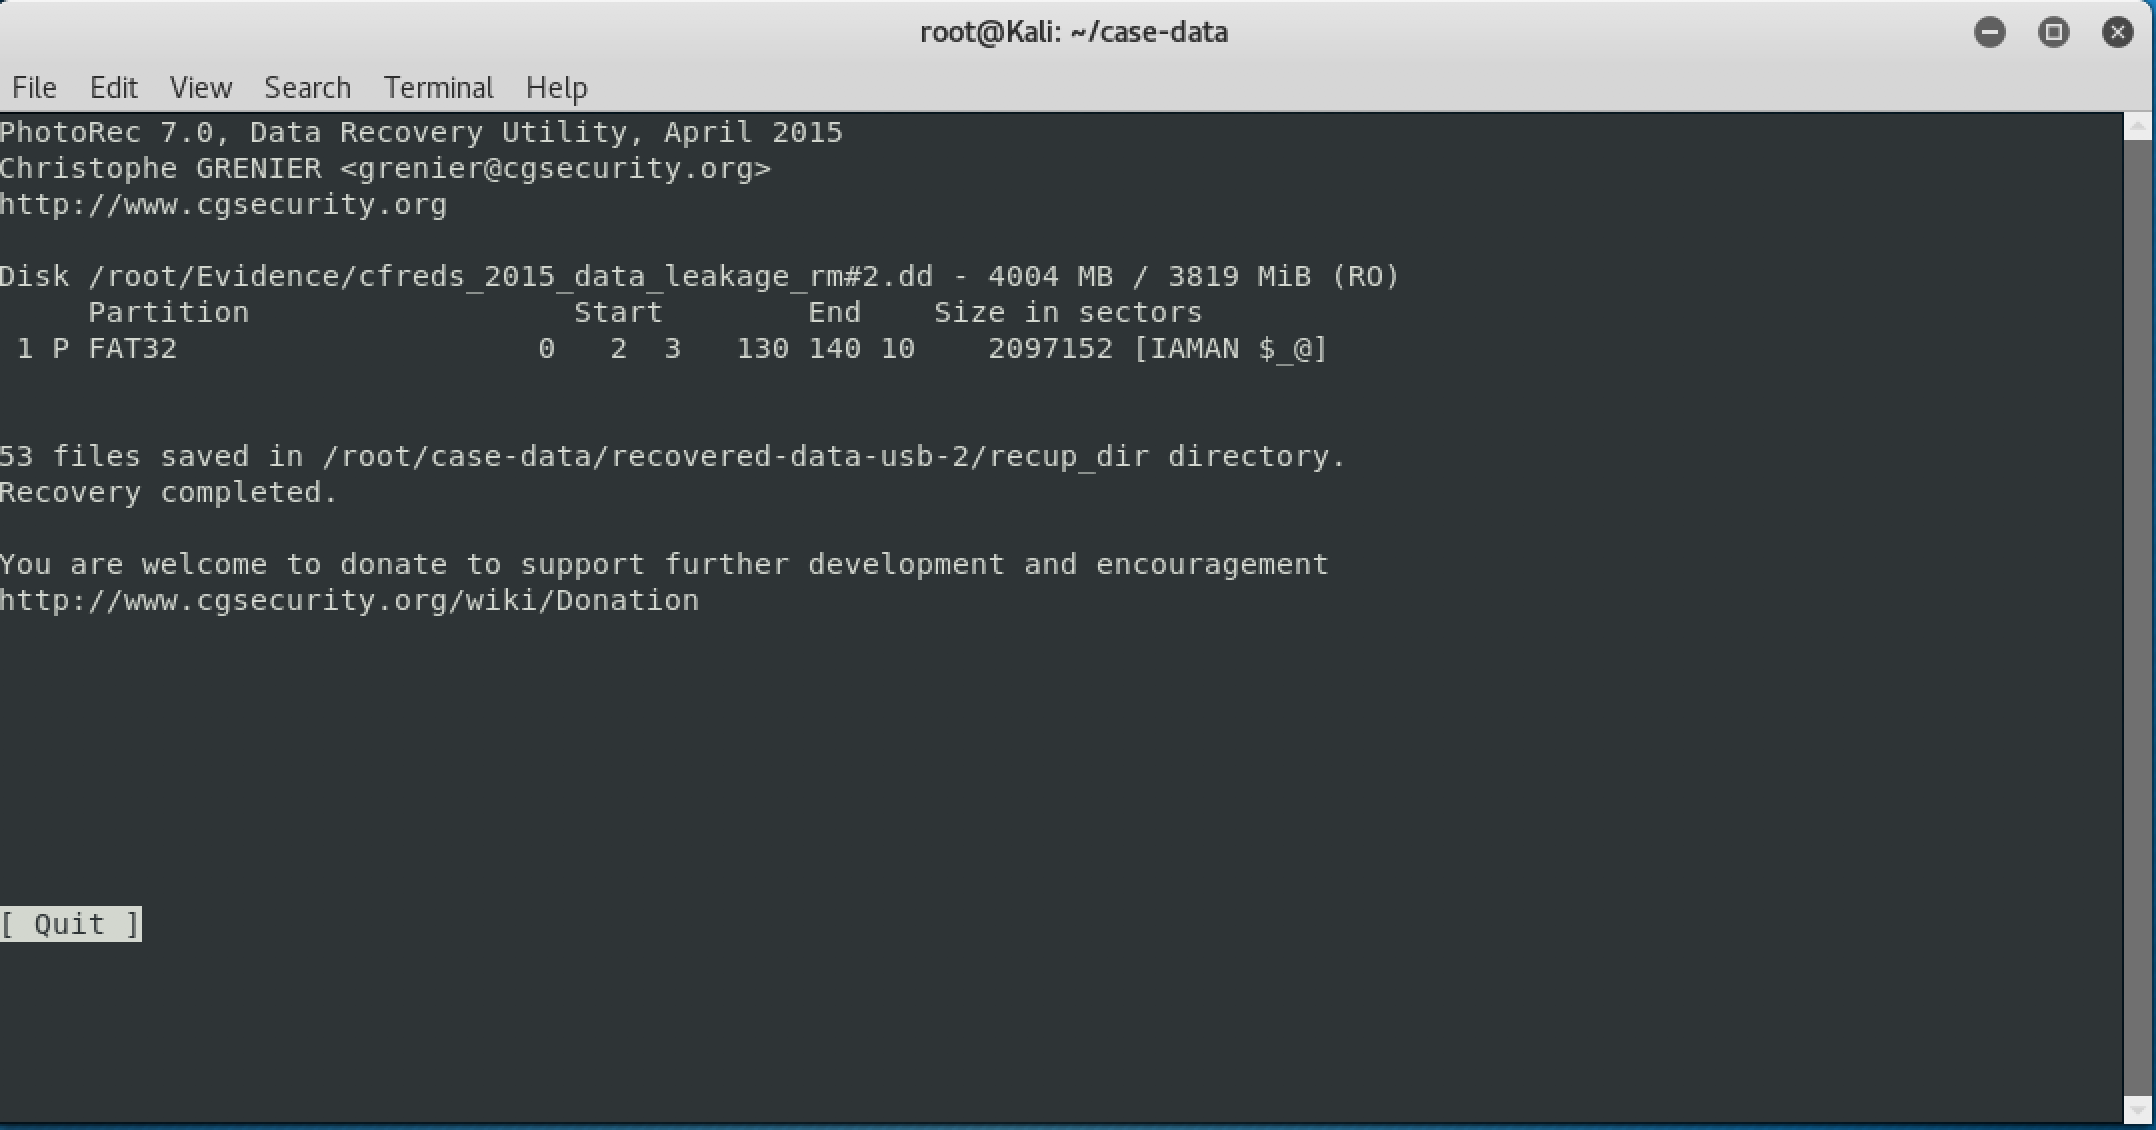 root@Kali: ~/case-data
File Edit View Search Terminal Help
PhotoRec 7.0, Data Recovery Utility, April 2015
Christophe GRENIER <grenier@cgsecurity.org>
http://www.cgsecurity.org
Disk /root/Evidence/cfreds_2015_data_leakage_rm#2.dd - 4004 MB / 3819 MiB (RO)
     Partition                  Start        End    Size in sectors
 1 P FAT32                    0   2  3   130 140 10    2097152 [IAMAN $_@]
53 files saved in /root/case-data/recovered-data-usb-2/recup_dir directory.
Recovery completed.
You are welcome to donate to support further development and encouragement
http://www.cgsecurity.org/wiki/Donation
[ Quit ]